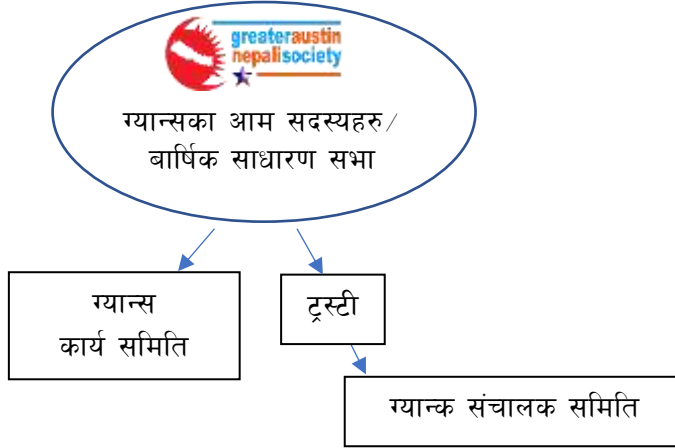 greateraustin
nepalisociety
ग्यान्सका आम सदस्यहरु/
बार्षिक साधारण सभा
ग्यान्स
कार्य समिति
ट्रस्टी
ग्यान्क संचालक समिति